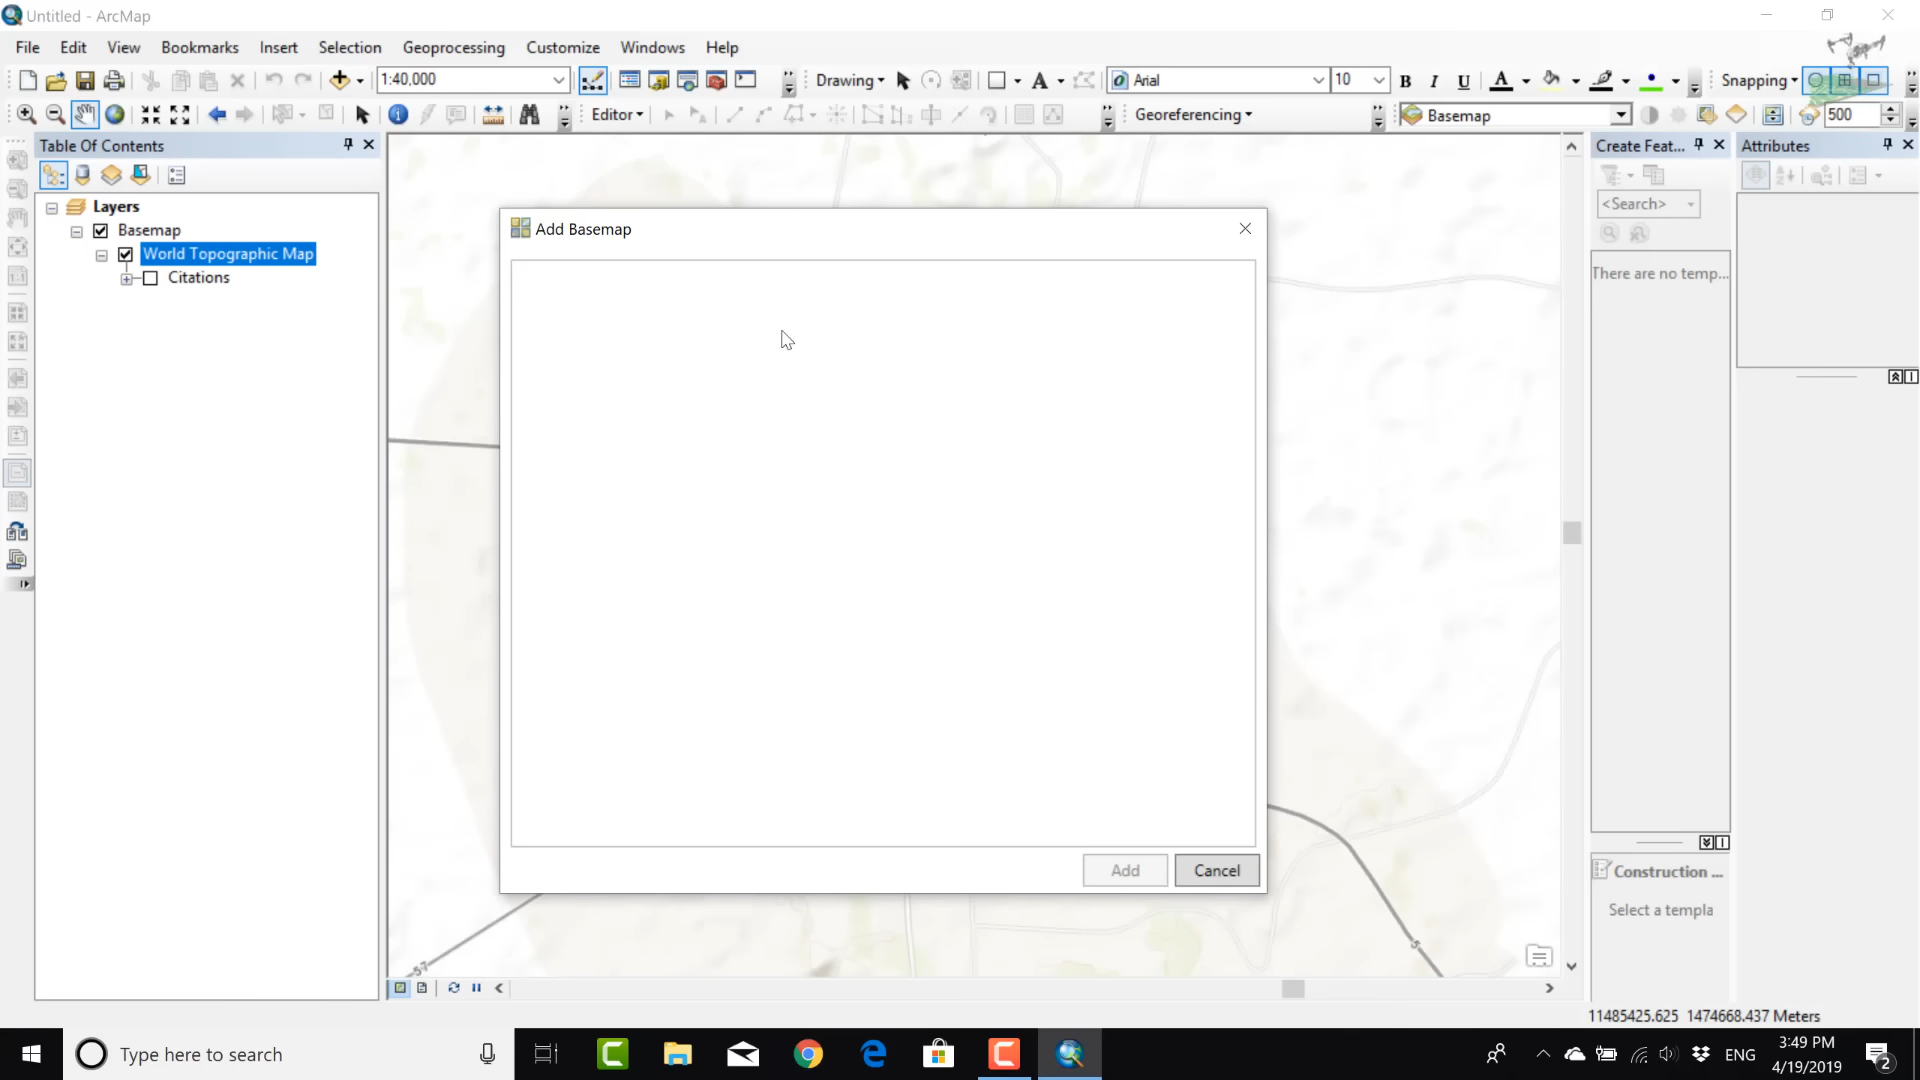 Untitled - ArcMap
File Edit View Bookmarks Insert Selection Geoprocessing Customize Windows Help
1:40,000 Drawing Arial 10 B I U A Snapping
Editor Georeferencing Basemap 500
Table Of Contents
Create Feat...
Attributes
Layers
Basemap
World Topographic Map
Citations
Add Basemap
<Search>
There are no temp...
Add
Cancel
Construction ...
Select a templa
57
5
11485425.625 1474668.437 Meters
Type here to search
ENG
3:49 PM
4/19/2019
2